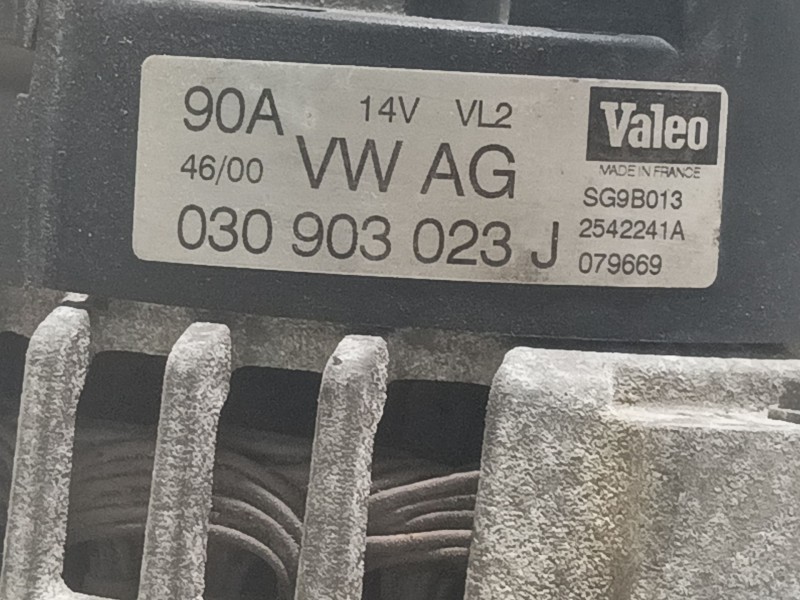 90A 14V VL2
46/00 VW AG
030 903 023 J
Valeo
MADE IN FRANCE
SG9B013
2542241A
079669